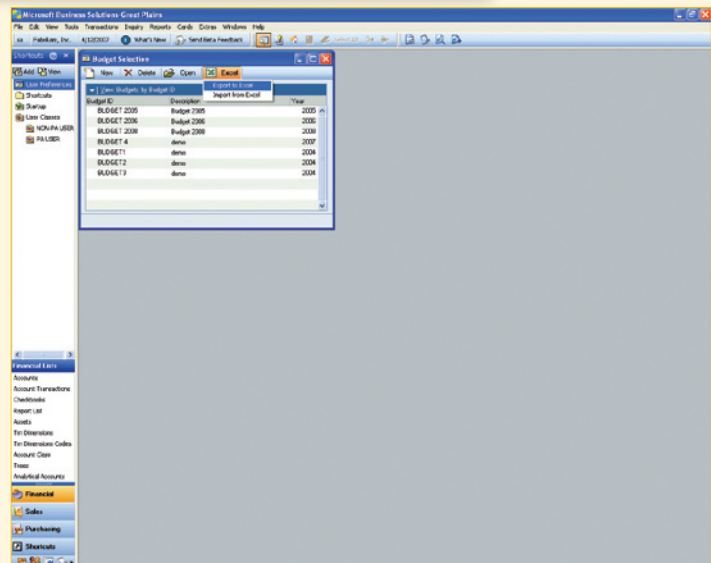 Microsoft Business Solutions-Great Plains
File Edit View Tools Transactions Inquiry Reports Cards Extras Windows Help
sa Fabrikam, Inc. 4/12/2007 What's New Send Beta Feedback
Shortcuts
Add View
User Preferences
Shortcuts
Startup
User Classes
NON-PA USER
PA USER
Budget Selection
New Delete Open Excel
Export to Excel
Import from Excel
View: Budgets by Budget ID
Budget ID Description Year
BUDGET 2005 Budget 2005 2005
BUDGET 2006 Budget 2006 2006
BUDGET 2008 Budget 2008 2008
BUDGET 4 demo 2007
BUDGET1 demo 2004
BUDGET2 demo 2004
BUDGET3 demo 2004
Financial Lists
Accounts
Account Transactions
Checkbooks
Report List
Assets
Trx Dimensions
Trx Dimensions Codes
Account Class
Trees
Analytical Accounts
Financial
Sales
Purchasing
Shortcuts